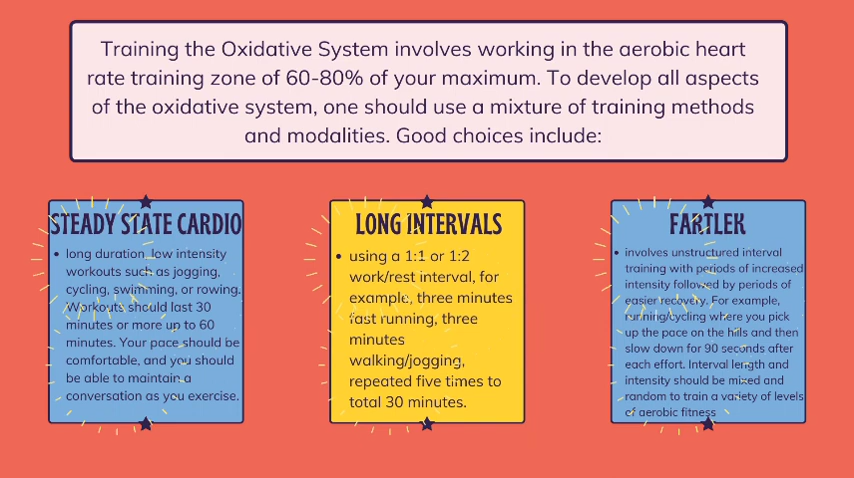 Training the Oxidative System involves working in the aerobic heart
rate training zone of 60-80% of your maximum. To develop all aspects
of the oxidative system, one should use a mixture of training methods
and modalities. Good choices include:
STEADY STATE CARDIO
• long duration, low intensity
workouts such as jogging,
cycling, swimming, or rowing.
Workouts should last 30
minutes or more up to 60
minutes. Your pace should be
comfortable, and you should
be able to maintain a
conversation as you exercise.
LONG INTERVALS
• using a 1:1 or 1:2
work/rest interval, for
example, three minutes
fast running, three
minutes
walking/jogging,
repeated five times to
total 30 minutes.
FARTLEK
• involves unstructured interval
training with periods of increased
intensity followed by periods of
easier recovery. For example,
running/cycling where you pick
up the pace on the hills and then
slow down for 90 seconds after
each effort. Interval length and
intensity should be mixed and
random to train a variety of levels
of aerobic fitness